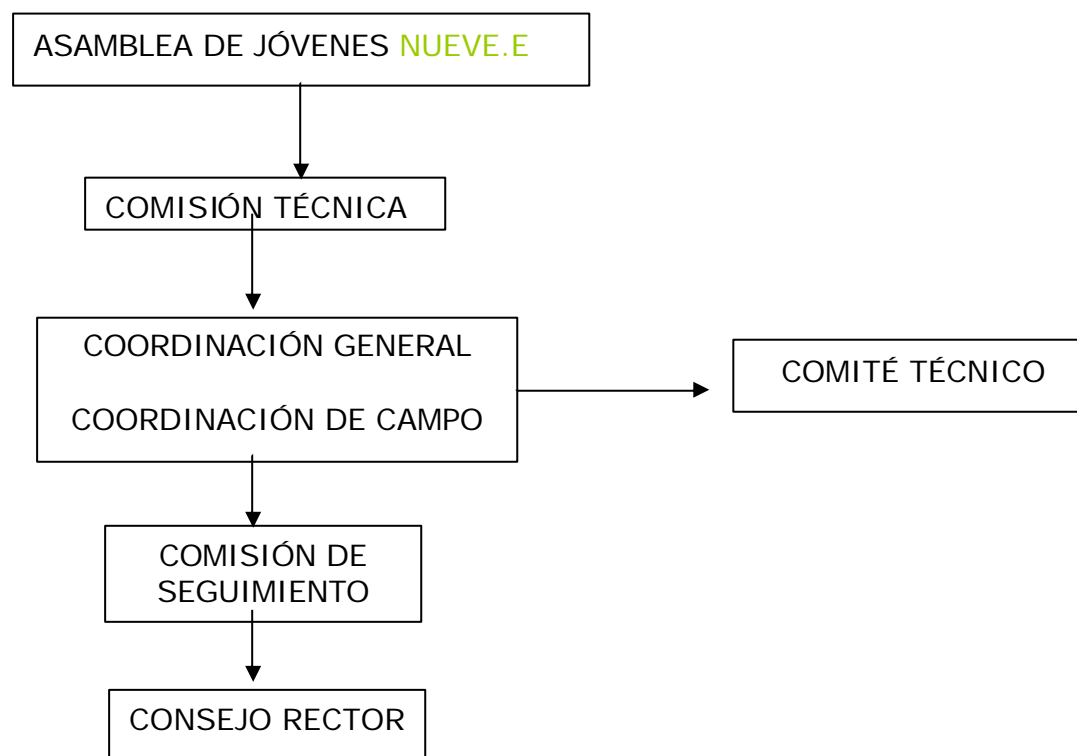 ASAMBLEA DE JÓVENES NUEVE.E
COMISIÓN TÉCNICA
COORDINACIÓN GENERAL
COORDINACIÓN DE CAMPO
COMITÉ TÉCNICO
COMISIÓN DE
SEGUIMIENTO
CONSEJO RECTOR